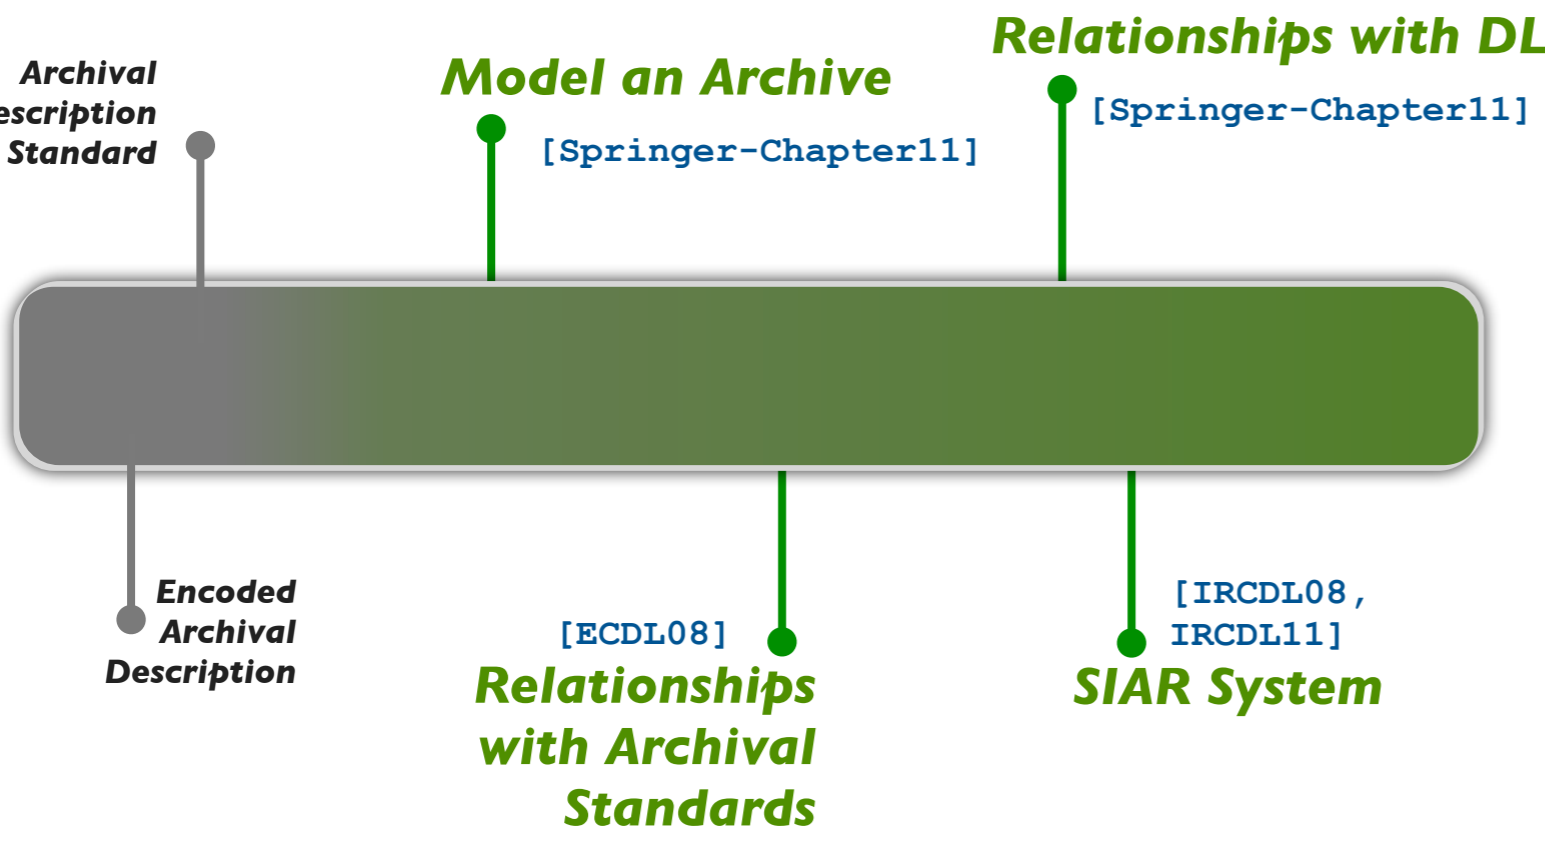 Archival
Standard
Model an Archive
[Springer-Chapter11]
Relationships with DL
[Springer-Chapter11]
Encoded
Archival
Description
[ECDL08]
Relationships
with Archival
Standards
[IRCDL08,
IRCDL11]
SIAR System